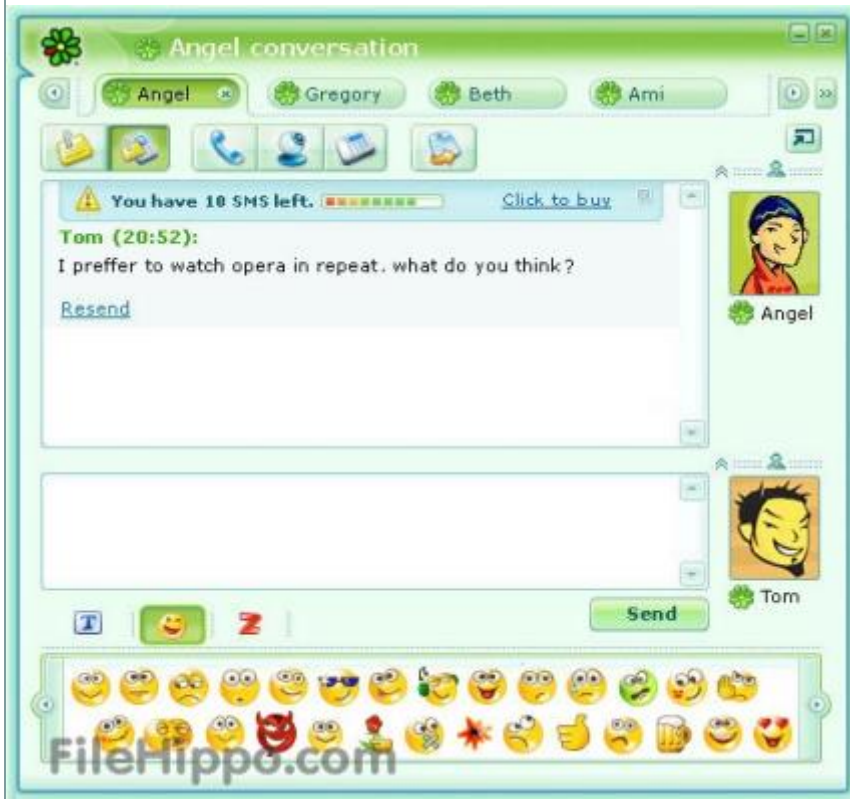 Angel conversation
Angel Gregory Beth Ami
You have 10 SMS left. Click to buy
Tom (20:52):
I preffer to watch opera in repeat. what do you think?
Resend
Angel
Tom
T Z
Send
FileHippo.com